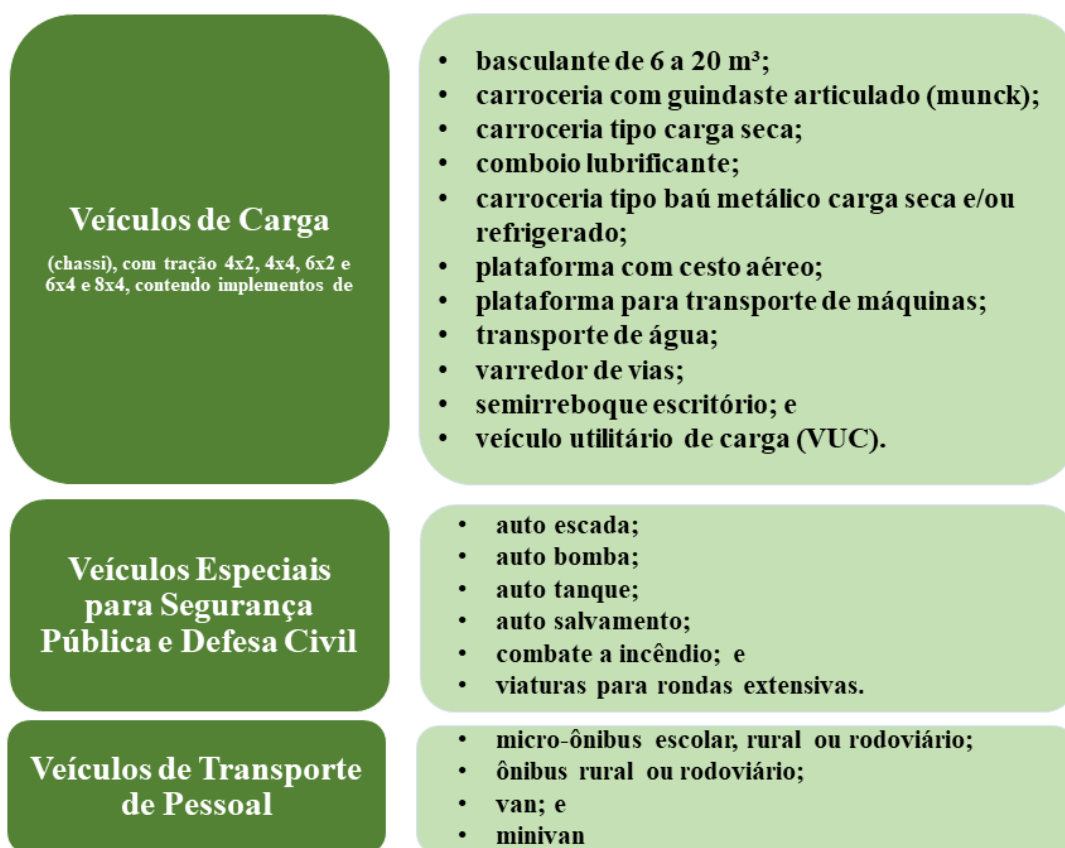 Veículos de Carga
(chassi), com tração 4x2, 4x4, 6x2 e
6x4 e 8x4, contendo implementos de
• basculante de 6 a 20 m³;
• carroceria com guindaste articulado (munck);
• carroceria tipo carga seca;
• comboio lubrificante;
• carroceria tipo baú metálico carga seca e/ou
refrigerado;
• plataforma com cesto aéreo;
• plataforma para transporte de máquinas;
• transporte de água;
• varredor de vias;
• semirreboque escritório; e
• veículo utilitário de carga (VUC).
Veículos Especiais
para Segurança
Pública e Defesa Civil
• auto escada;
• auto bomba;
• auto tanque;
• auto salvamento;
• combate a incêndio; e
• viaturas para rondas extensivas.
Veículos de Transporte
de Pessoal
• micro-ônibus escolar, rural ou rodoviário;
• ônibus rural ou rodoviário;
• van; e
• minivan